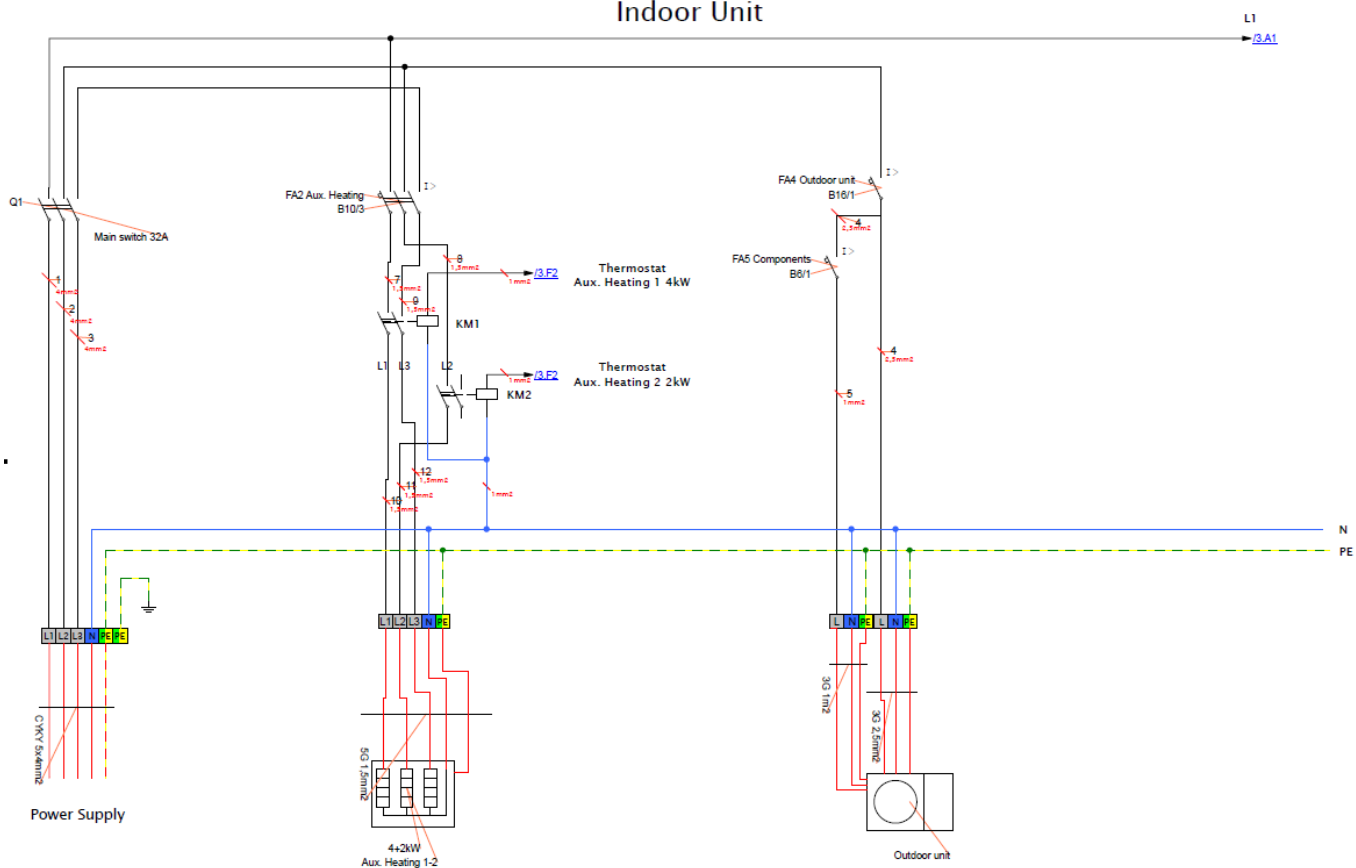 Indoor Unit
L1
/3.A1
Q1
Main switch 32A
FA2 Aux. Heating
B10/3
I>
FA4 Outdoor unit
B16/1
I>
4
2,5mm2
FA5 Components
B6/1
I>
1
4mm2
2
4mm2
3
4mm2
7
1,5mm2
8
1,5mm2
9
1,5mm2
1mm2
/3.F2
Thermostat
Aux. Heating 1 4kW
KM1
L1
L3
L2
1mm2
/3.F2
Thermostat
Aux. Heating 2 2kW
KM2
4
2,5mm2
5
1mm2
12
1,5mm2
11
1,5mm2
10
1,5mm2
1mm2
N
PE
L1 L2 L3 N PE PE
L1 L2 L3 N PE
L N PE L N PE
CYKY 5x4mm2
5G 1,5mm2
3G 1m2
3G 2,5mm2
Power Supply
4+2kW
Aux. Heating 1-2
Outdoor unit